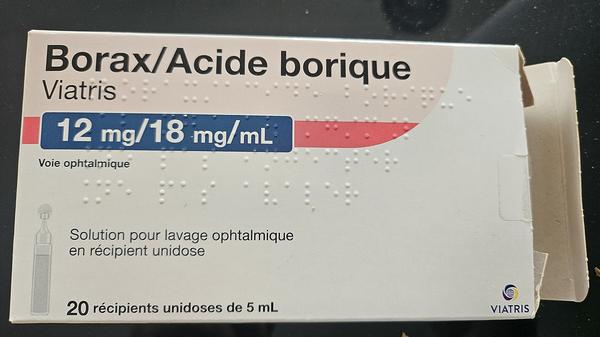 Borax/Acide borique
Viatris
12 mg/18 mg/mL
Voie ophtalmique
Solution pour lavage ophtalmique
en récipient unidose
20 récipients unidoses de 5 mL
VIATRIS